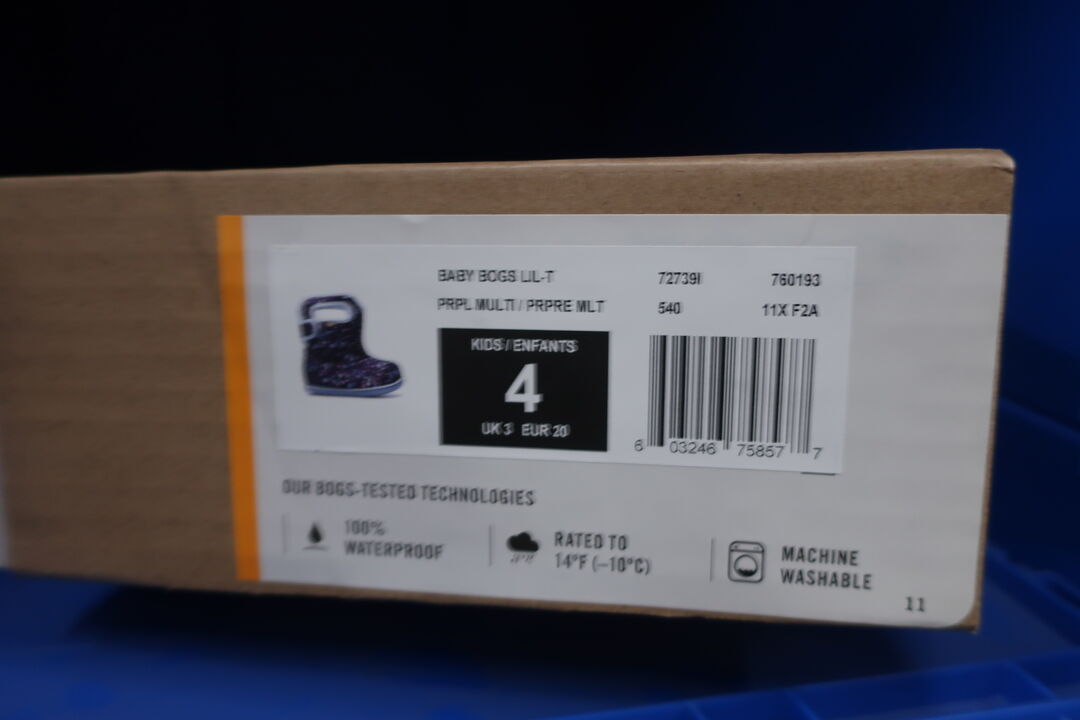 BABY BOGS LIL-T 72739I 760193
PRPL MULTI / PRPRE MLT 540 11X F2A
KIDS / ENFANTS
4
UK 3 EUR 20
6 03246 75857 7
OUR BOGS-TESTED TECHNOLOGIES
100%
WATERPROOF
RATED TO
14°F (–10°C)
MACHINE
WASHABLE
11